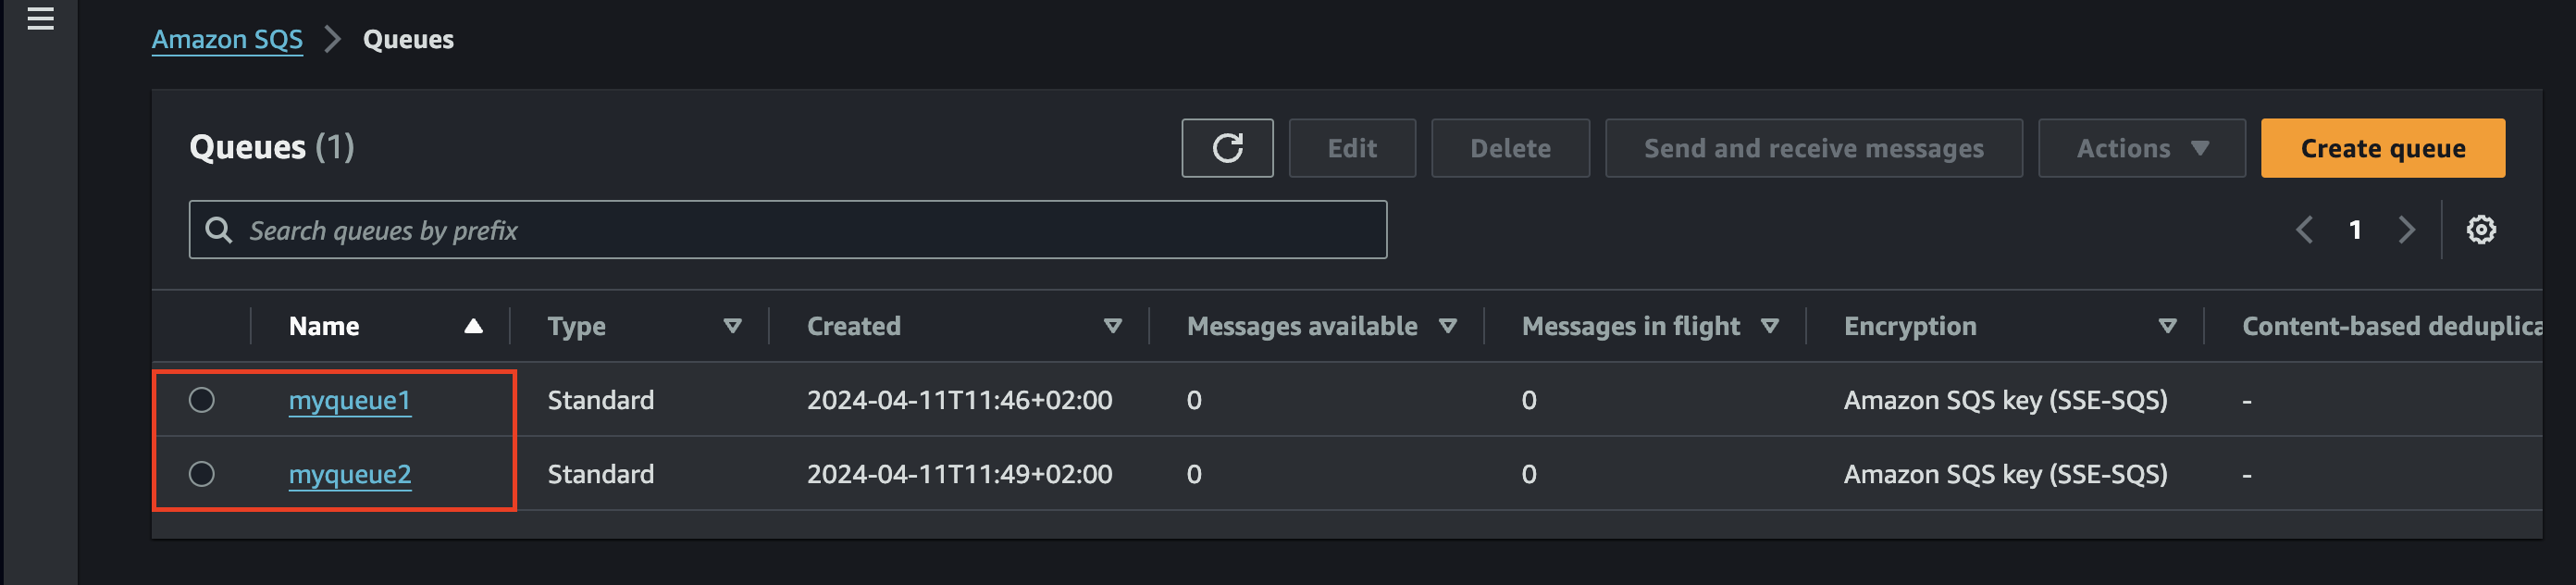 Amazon SQS > Queues
Queues (1) Edit Delete Send and receive messages Actions Create queue
Search queues by prefix 1
Name Type Created Messages available Messages in flight Encryption Content-based deduplica
myqueue1 Standard 2024-04-11T11:46+02:00 0 0 Amazon SQS key (SSE-SQS) -
myqueue2 Standard 2024-04-11T11:49+02:00 0 0 Amazon SQS key (SSE-SQS) -